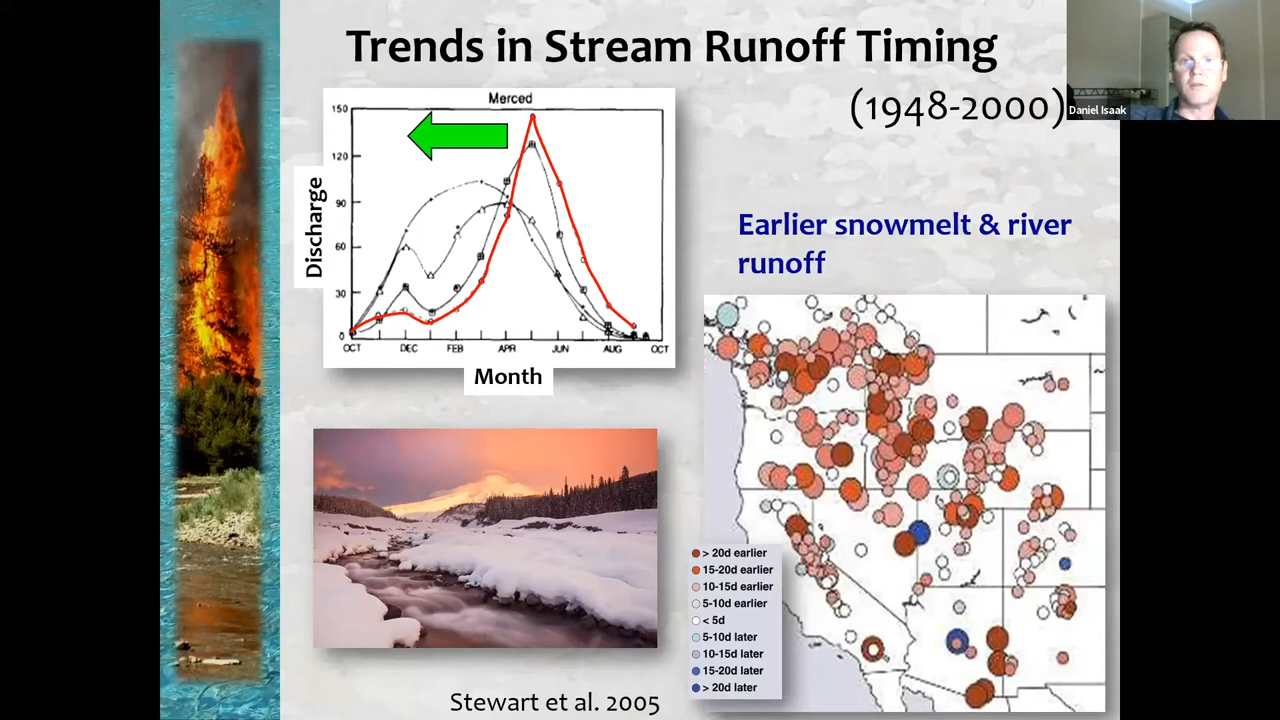 Trends in Stream Runoff Timing
(1948-2000)
Daniel Isaak
Merced
150
120
90
60
30
0
Discharge
OCT DEC FEB APR JUN AUG OCT
Month
Earlier snowmelt & river
runoff
> 20d earlier
15-20d earlier
10-15d earlier
5-10d earlier
< 5d
5-10d later
10-15d later
15-20d later
> 20d later
Stewart et al. 2005